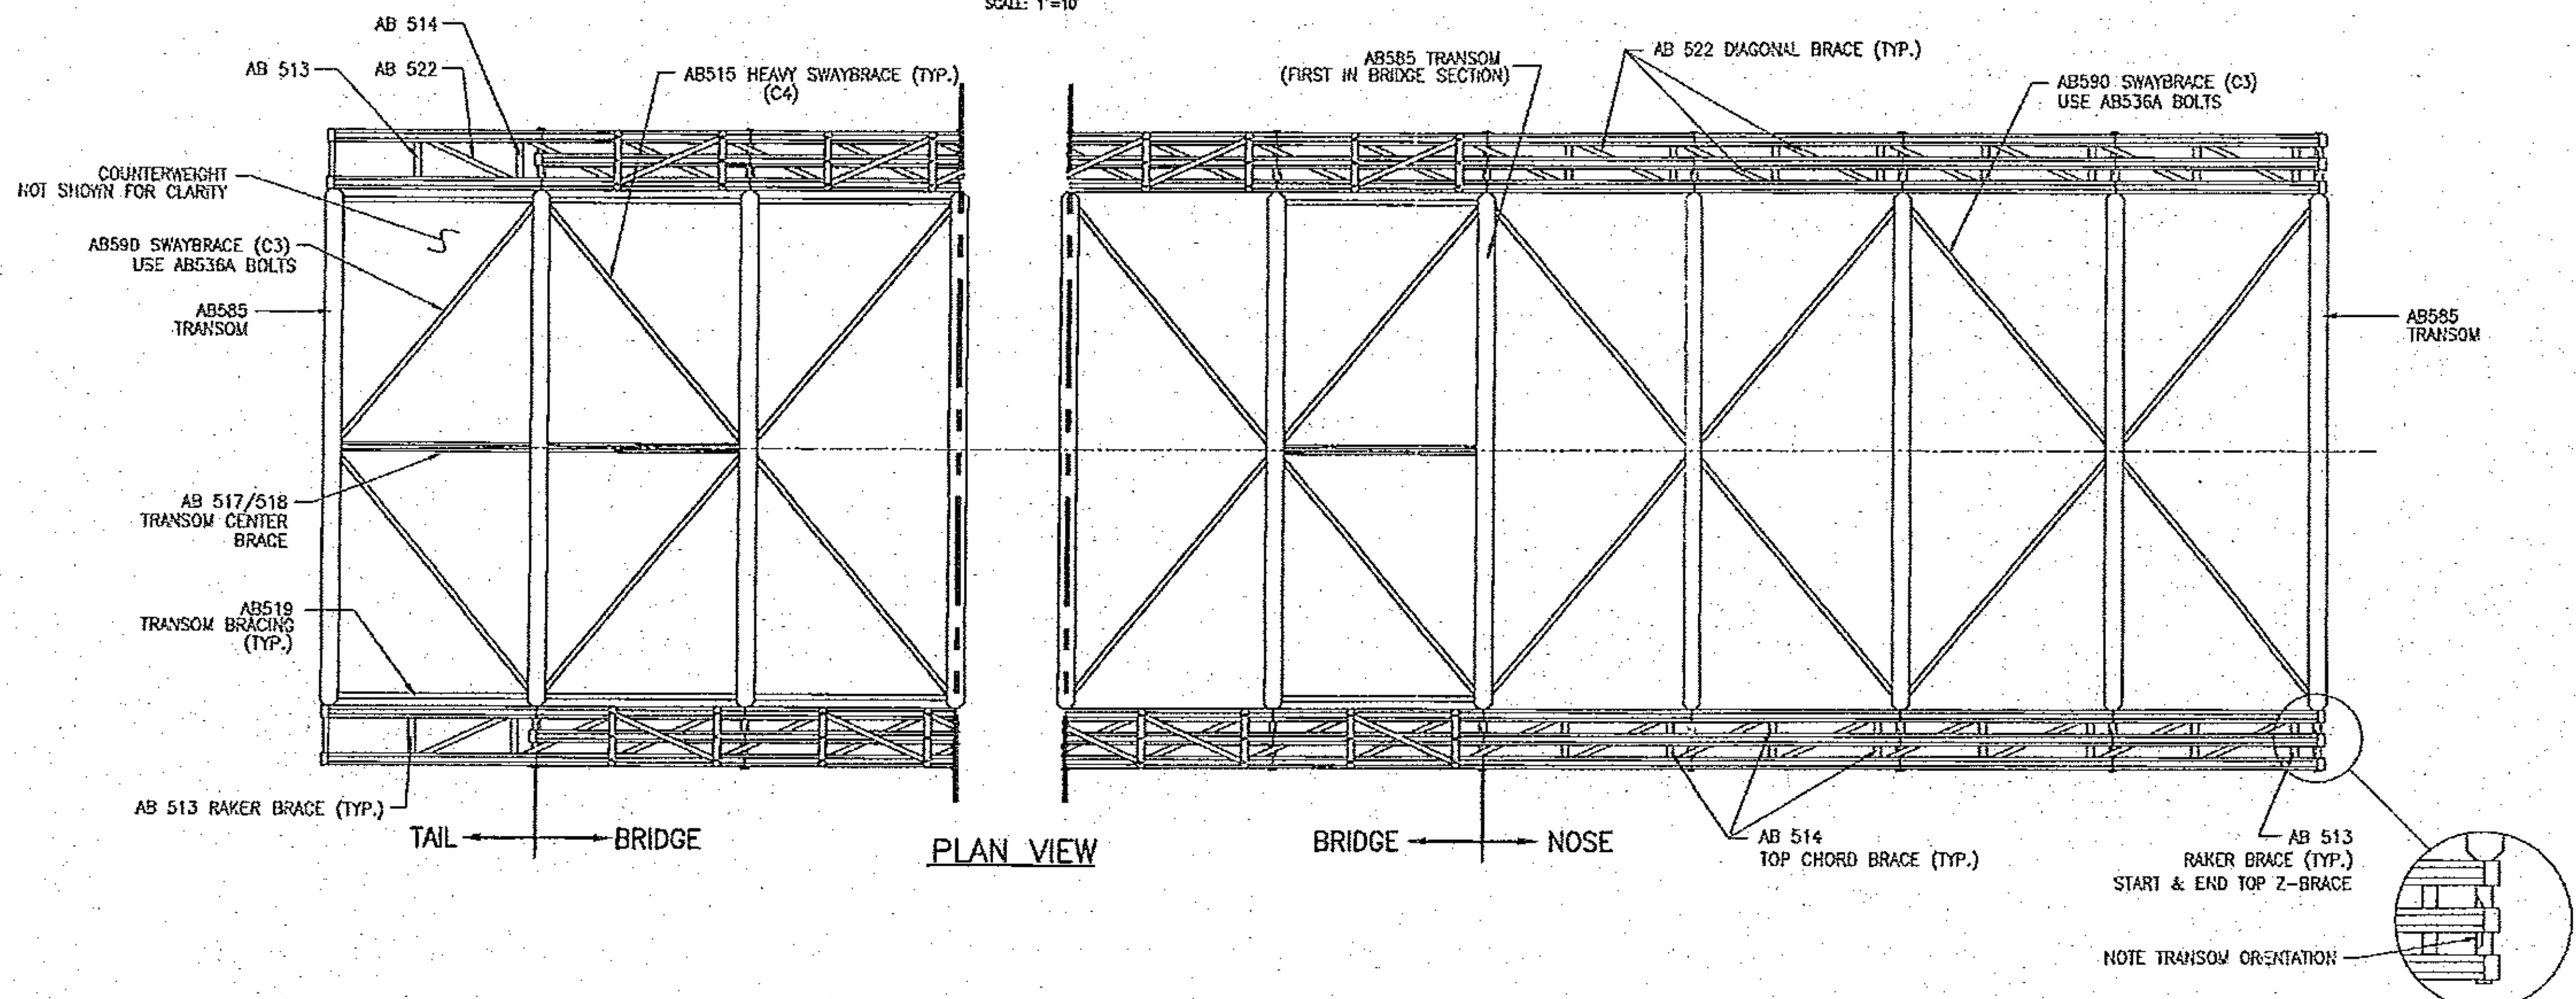 SCALE: 1"=10'
AB 514
AB 513
AB 522
AB515 HEAVY SWAYBRACE (TYP.)
(C4)
AB585 TRANSOM
(FIRST IN BRIDGE SECTION)
AB 522 DIAGONAL BRACE (TYP.)
AB590 SWAYBRACE (C3)
USE AB536A BOLTS
COUNTERWEIGHT
NOT SHOWN FOR CLARITY
AB590 SWAYBRACE (C3)
USE AB536A BOLTS
AB585
TRANSOM
AB585
TRANSOM
AB 517/518
TRANSOM CENTER
BRACE
AB519
TRANSOM BRACING
(TYP.)
AB 513 RAKER BRACE (TYP.)
TAIL
BRIDGE
PLAN VIEW
BRIDGE
NOSE
AB 514
TOP CHORD BRACE (TYP.)
AB 513
RAKER BRACE (TYP.)
START & END TOP Z-BRACE
NOTE TRANSOM ORIENTATION